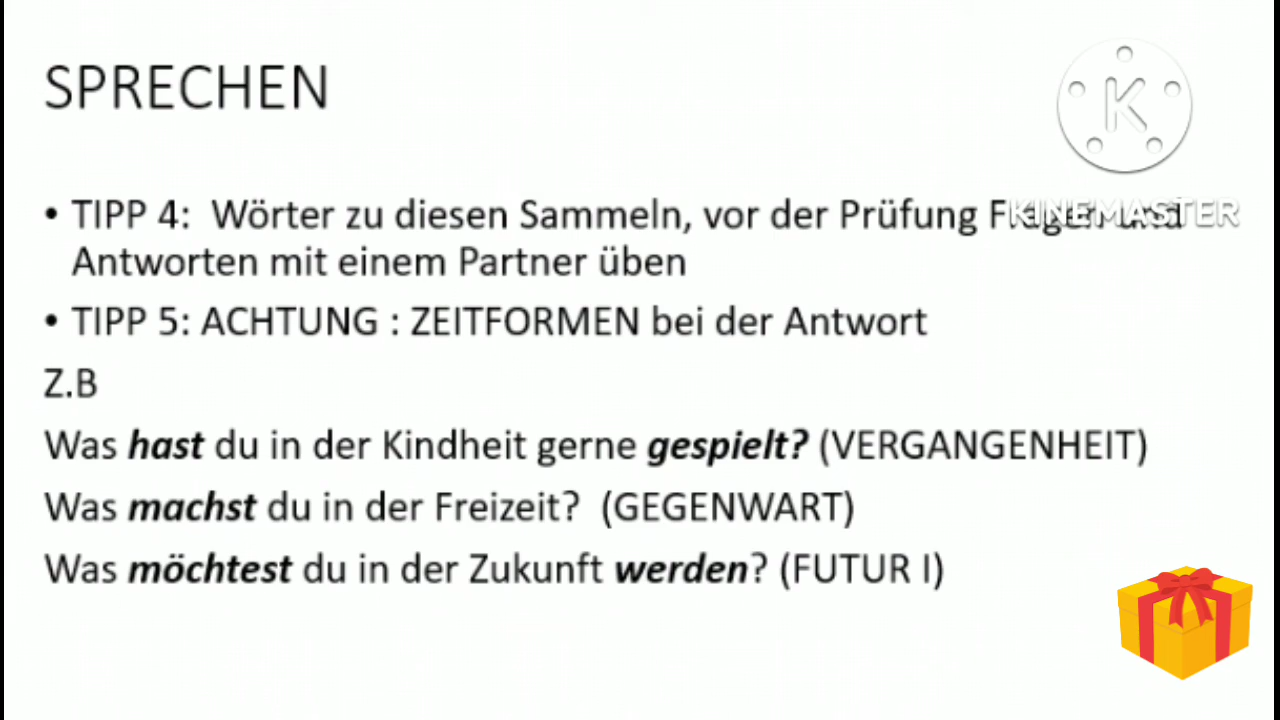 SPRECHEN
K
KINEMASTER
• TIPP 4: Wörter zu diesen Sammeln, vor der Prüfung Fragen und
Antworten mit einem Partner üben
• TIPP 5: ACHTUNG : ZEITFORMEN bei der Antwort
Z.B
Was hast du in der Kindheit gerne gespielt? (VERGANGENHEIT)
Was machst du in der Freizeit? (GEGENWART)
Was möchtest du in der Zukunft werden? (FUTUR I)